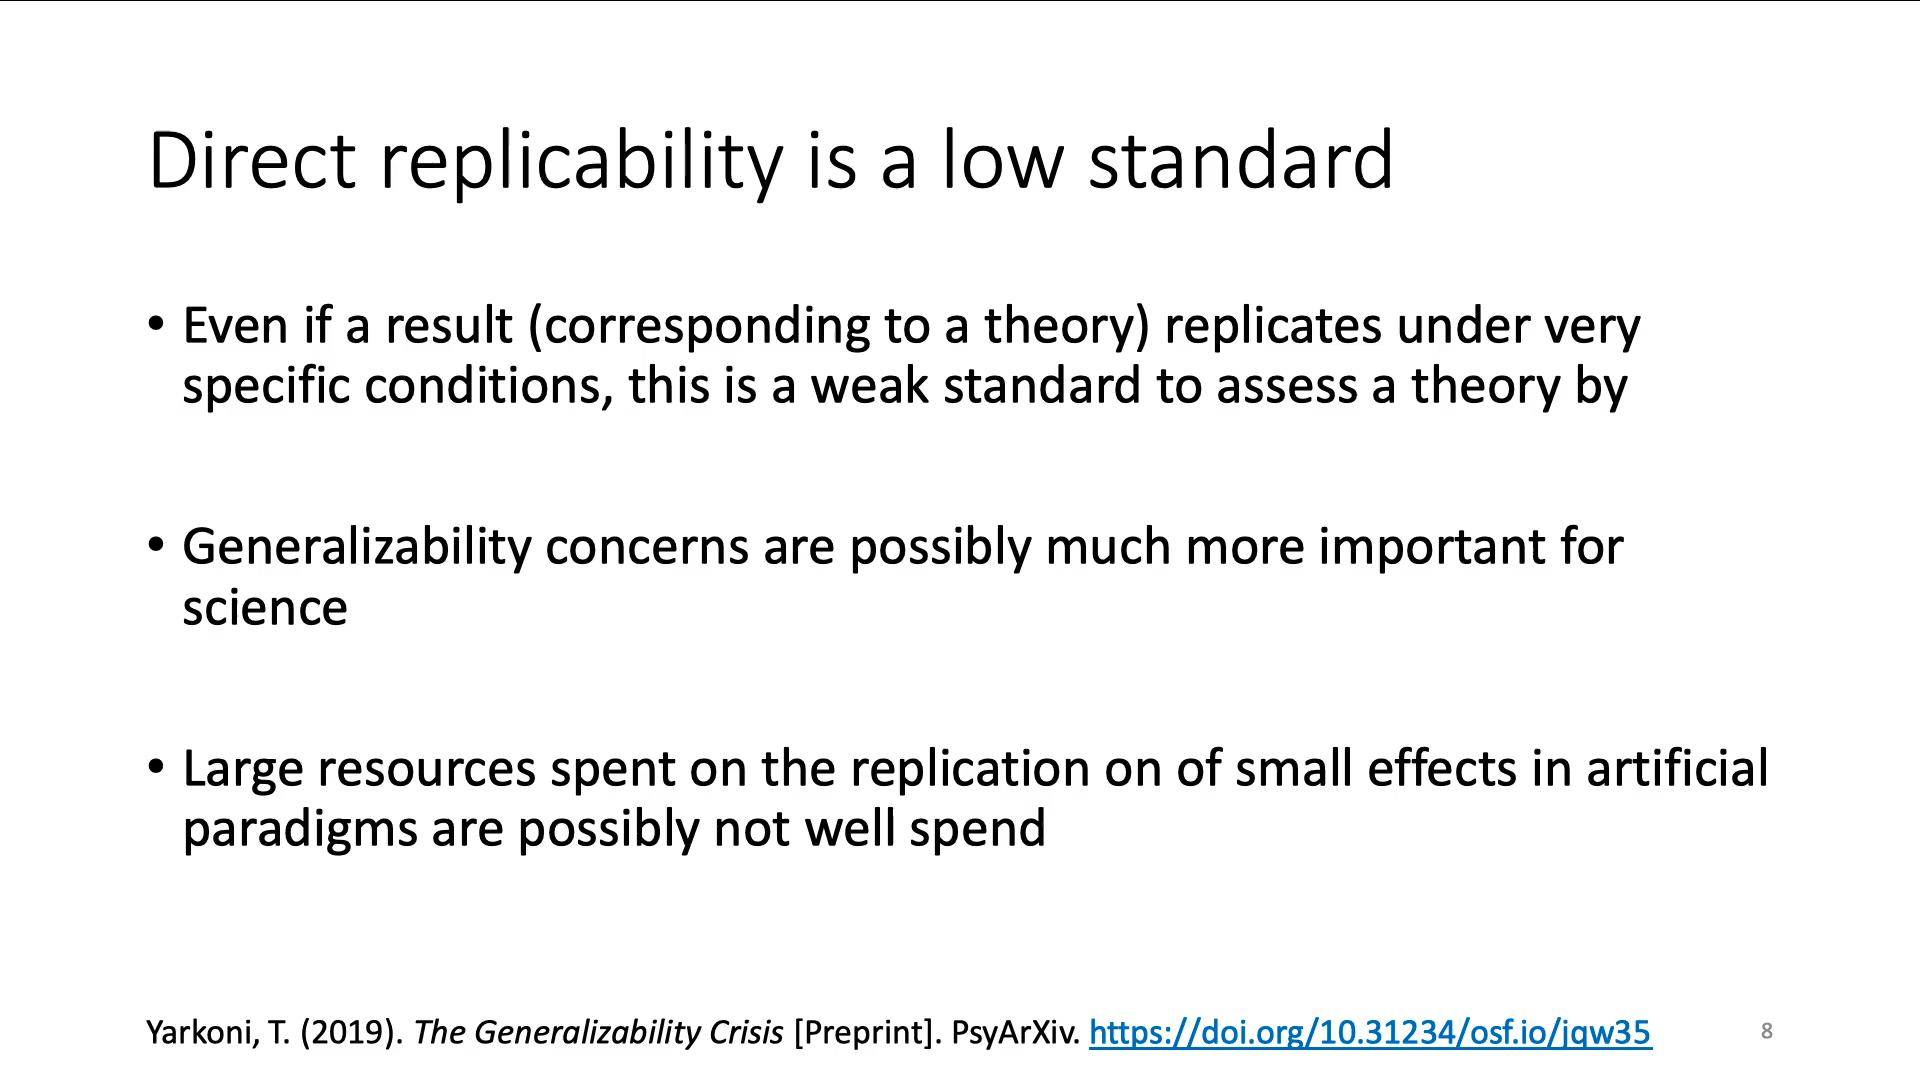 Direct replicability is a low standard
• Even if a result (corresponding to a theory) replicates under very
specific conditions, this is a weak standard to assess a theory by
• Generalizability concerns are possibly much more important for
science
• Large resources spent on the replication on of small effects in artificial
paradigms are possibly not well spend
Yarkoni, T. (2019). The Generalizability Crisis [Preprint]. PsyArXiv. https://doi.org/10.31234/osf.io/jqw35
8